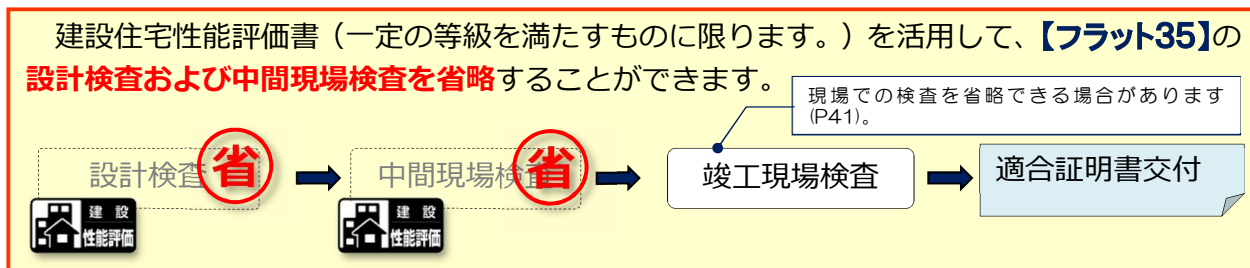 建設住宅性能評価書（一定の等級を満たすものに限ります。）を活用して、【フラット35】の
設計検査および中間現場検査を省略することができます。
現場での検査を省略できる場合があります
(P41)。
設計検査 省
中間現場検査 省
竣工現場検査
適合証明書交付
建設
性能評価
建設
性能評価